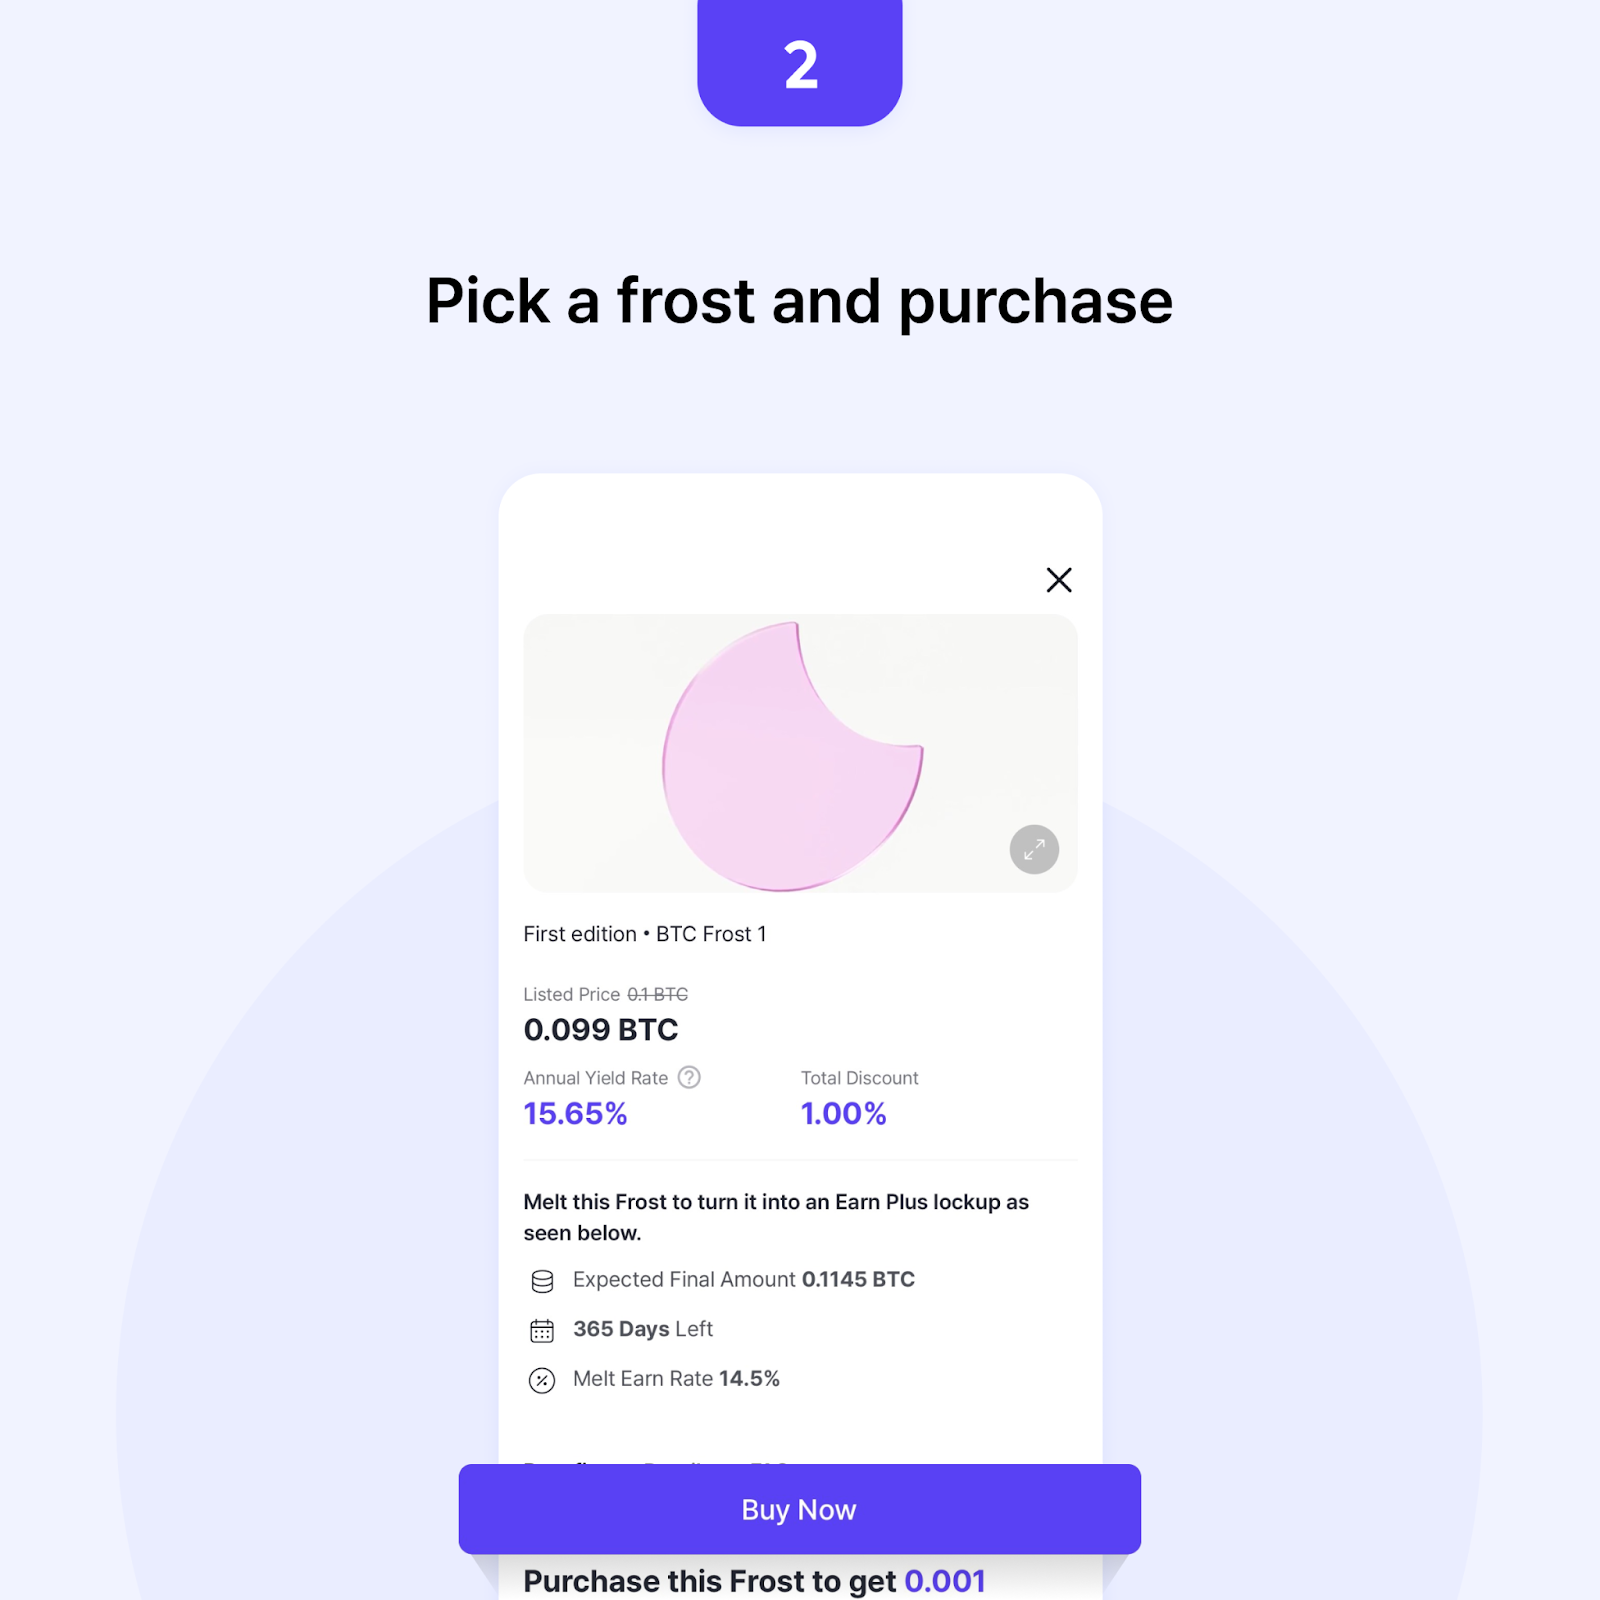 2
Pick a frost and purchase
First edition • BTC Frost 1
Listed Price 0.1 BTC
0.099 BTC
Annual Yield Rate ?
Total Discount
15.65%
1.00%
Melt this Frost to turn it into an Earn Plus lockup as
seen below.
Expected Final Amount 0.1145 BTC
365 Days Left
Melt Earn Rate 14.5%
Buy Now
Purchase this Frost to get 0.001